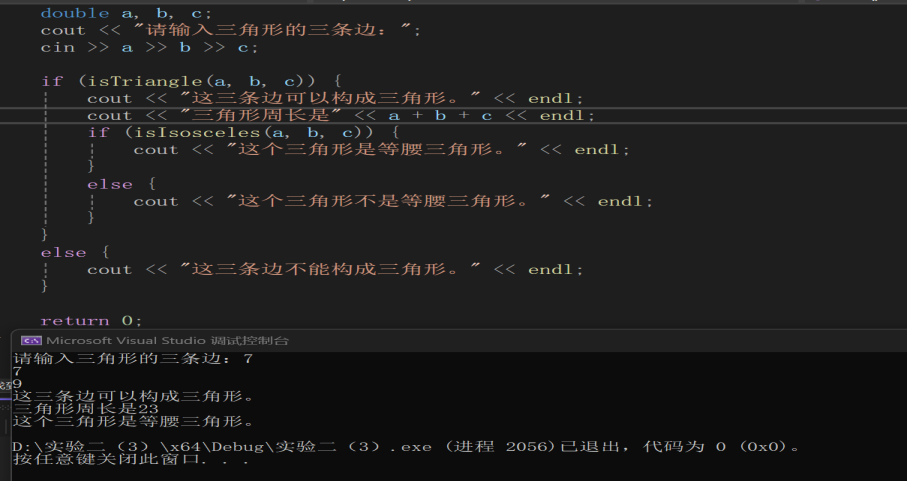 double a, b, c;
cout << "请输入三角形的三条边：";
cin >> a >> b >> c;
if (isTriangle(a, b, c)) {
cout << "这三条边可以构成三角形。" << endl;
cout << "三角形周长是" << a + b + c << endl;
if (isIsosceles(a, b, c)) {
cout << "这个三角形是等腰三角形。" << endl;
}
else {
cout << "这个三角形不是等腰三角形。" << endl;
}
}
else {
cout << "这三条边不能构成三角形。" << endl;
}
return 0;
Microsoft Visual Studio 调试控制台
请输入三角形的三条边：7
7
9
这三条边可以构成三角形。
三角形周长是23
这个三角形是等腰三角形。
D:\实验二（3）\x64\Debug\实验二（3）.exe (进程 2056)已退出，代码为 0 (0x0)。
按任意键关闭此窗口. . .